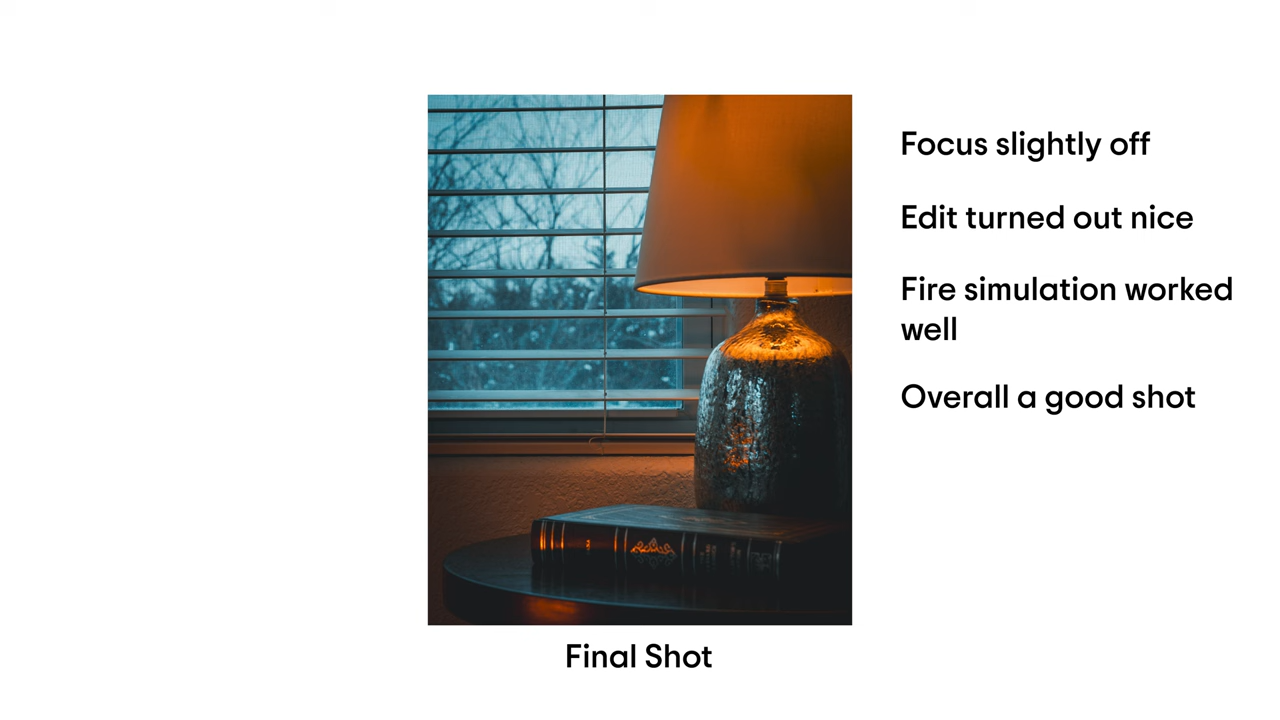 Focus slightly off
Edit turned out nice
Fire simulation worked
well
Overall a good shot
Final Shot